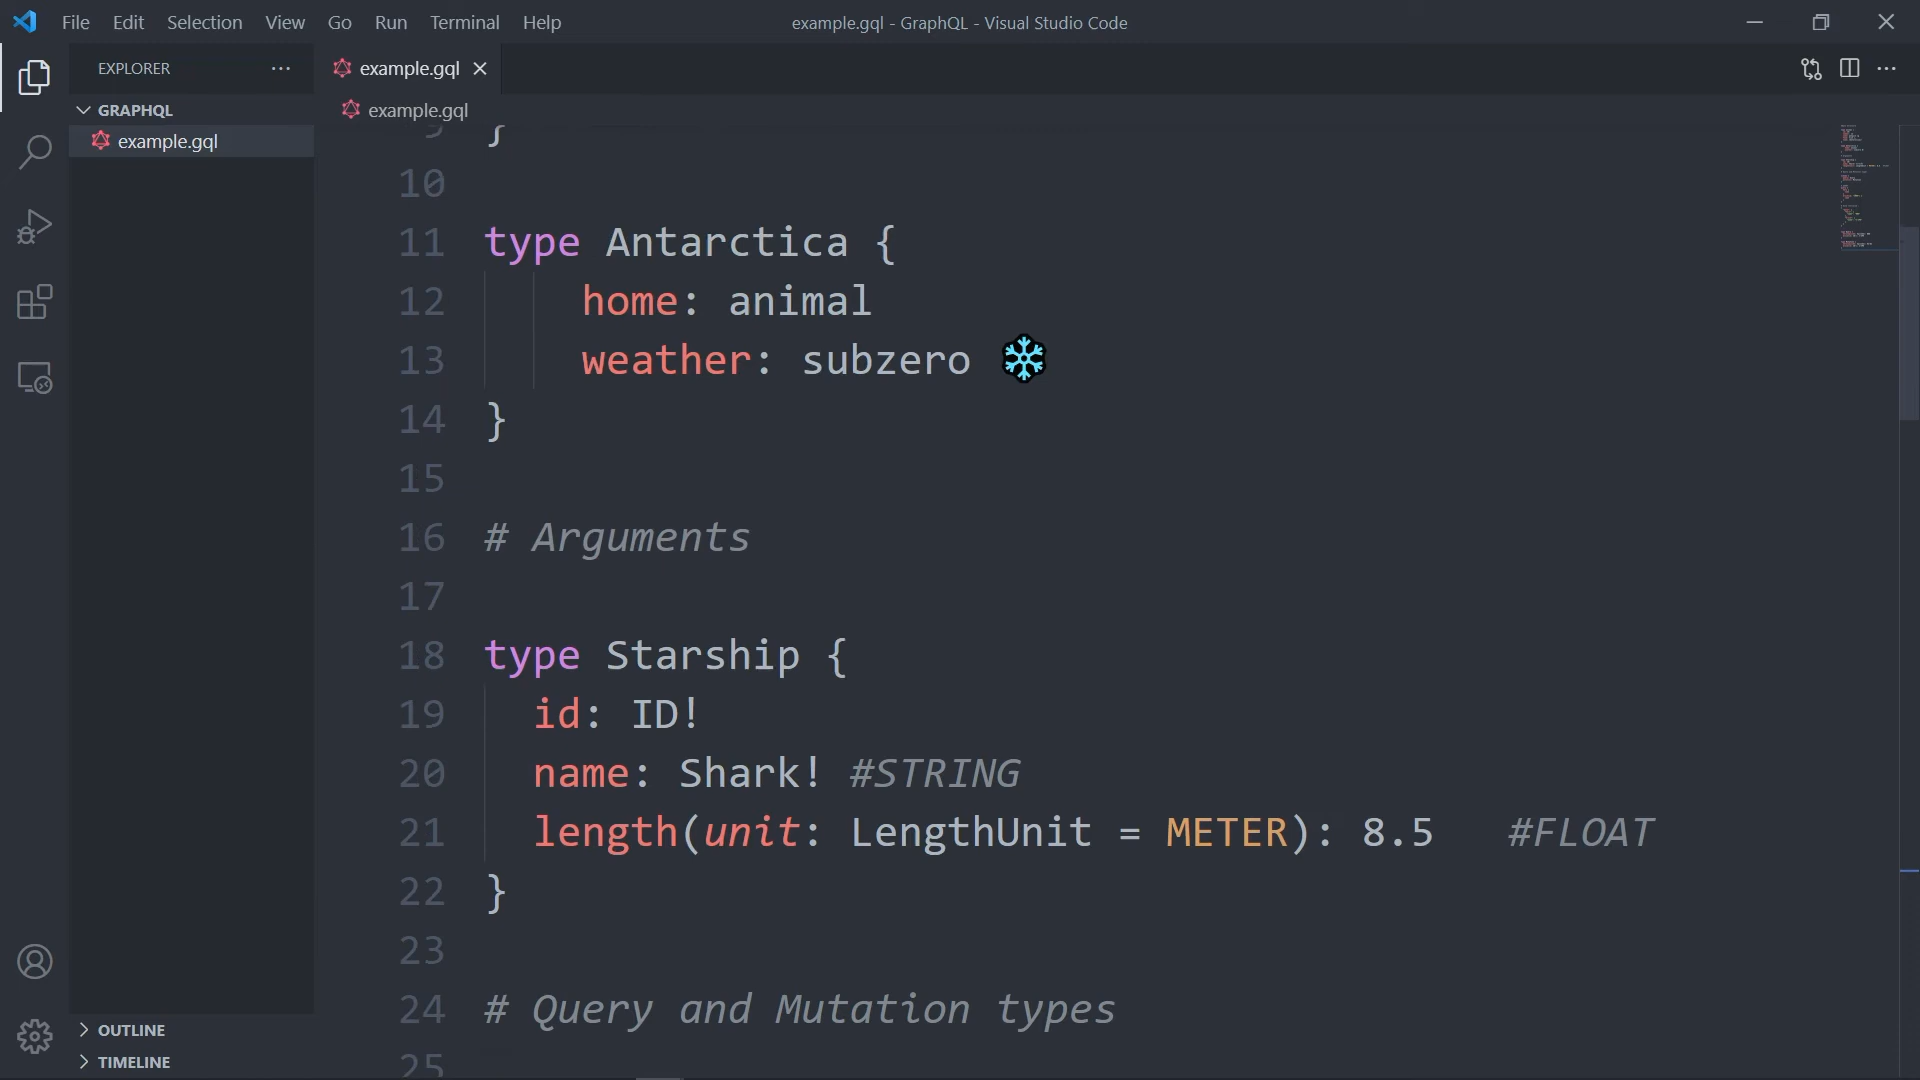 File Edit Selection View Go Run Terminal Help
example.gql - GraphQL - Visual Studio Code
EXPLORER
example.gql
GRAPHQL
example.gql
example.gql
9 }
10
11 type Antarctica {
12 home: animal
13 weather: subzero ❄
14 }
15
16 # Arguments
17
18 type Starship {
19 id: ID!
20 name: Shark! #STRING
21 length(unit: LengthUnit = METER): 8.5 #FLOAT
22 }
23
24 # Query and Mutation types
25
OUTLINE
TIMELINE